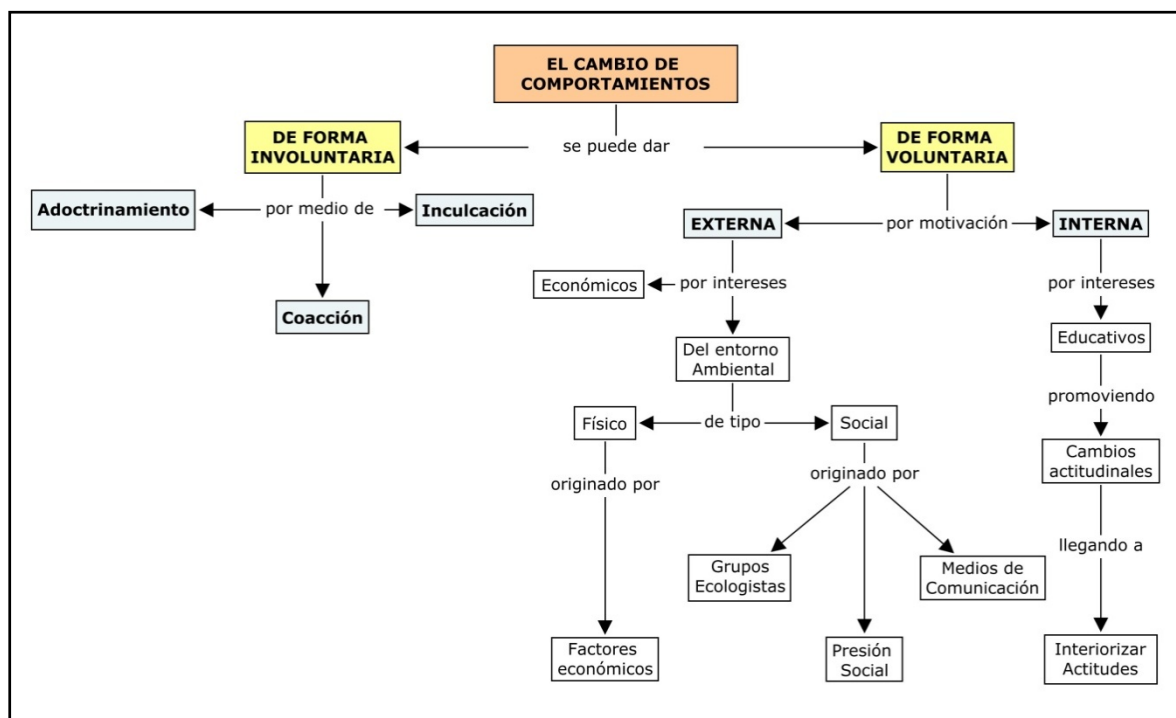 EL CAMBIO DE
COMPORTAMIENTOS
DE FORMA
INVOLUNTARIA
se puede dar
DE FORMA
VOLUNTARIA
Adoctrinamiento
por medio de
Inculcación
EXTERNA
por motivación
INTERNA
Económicos
por intereses
por intereses
Coacción
Del entorno
Ambiental
Educativos
promoviendo
Físico
de tipo
Social
Cambios
actitudinales
originado por
originado por
llegando a
Grupos
Ecologistas
Medios de
Comunicación
Factores
económicos
Presión
Social
Interiorizar
Actitudes